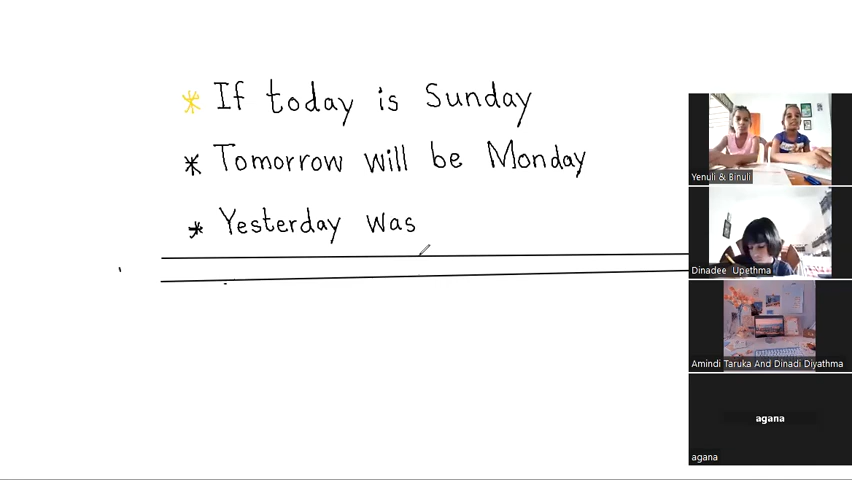 * If today is Sunday
* Tomorrow will be Monday
* Yesterday was
Yenuli & Binuli
Dinadee Upethma
Amindi Taruka And Dinadi Diyathma
agana
agana